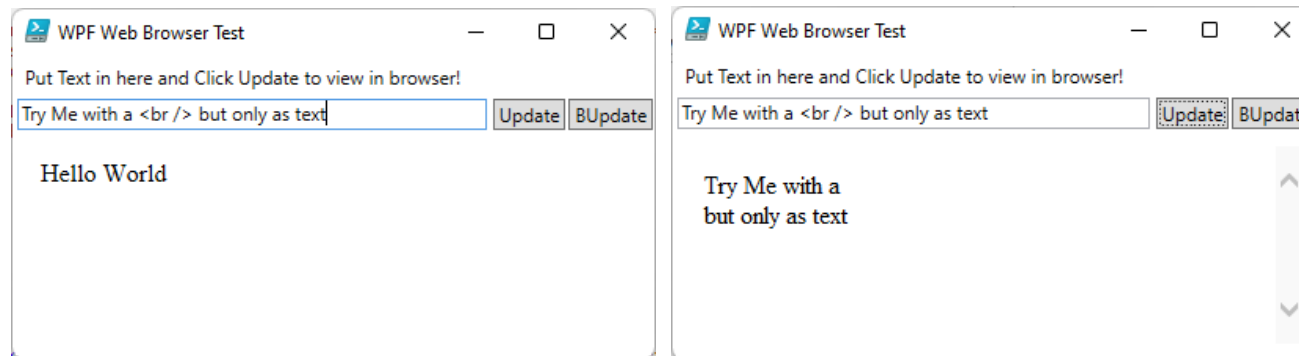 WPF Web Browser Test
Put Text in here and Click Update to view in browser!
Try Me with a <br /> but only as text
Update
BUpdate
Hello World
WPF Web Browser Test
Put Text in here and Click Update to view in browser!
Try Me with a <br /> but only as text
Update
BUpdat
Try Me with a
but only as text